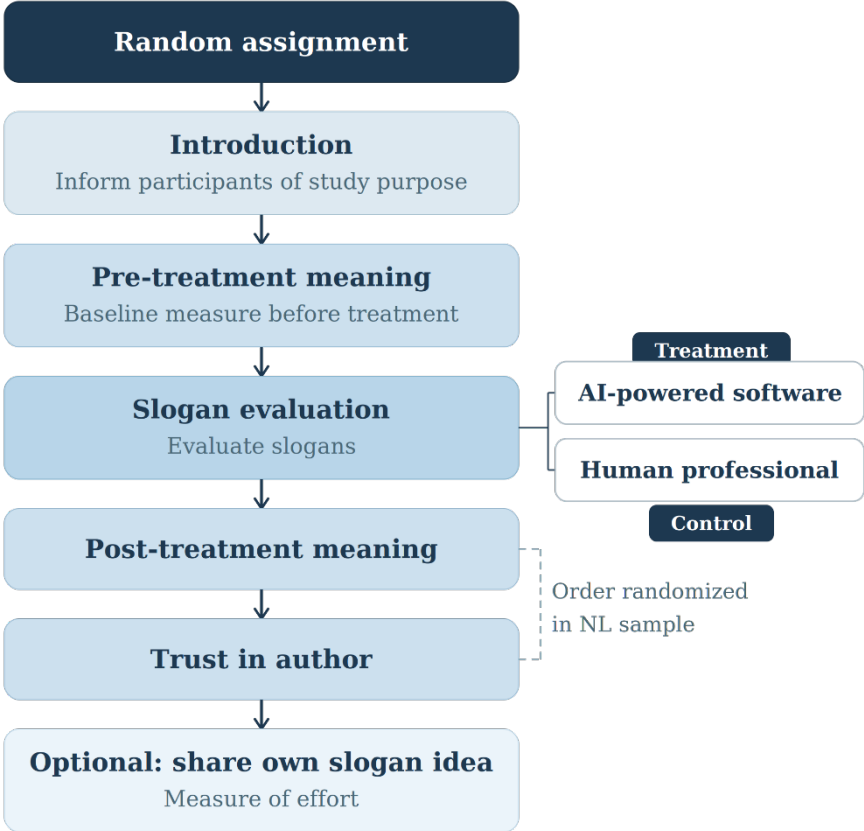 Random assignment
Introduction
Inform participants of study purpose
Pre-treatment meaning
Baseline measure before treatment
Slogan evaluation
Evaluate slogans
Treatment
AI-powered software
Human professional
Control
Post-treatment meaning
Order randomized
in NL sample
Trust in author
Optional: share own slogan idea
Measure of effort